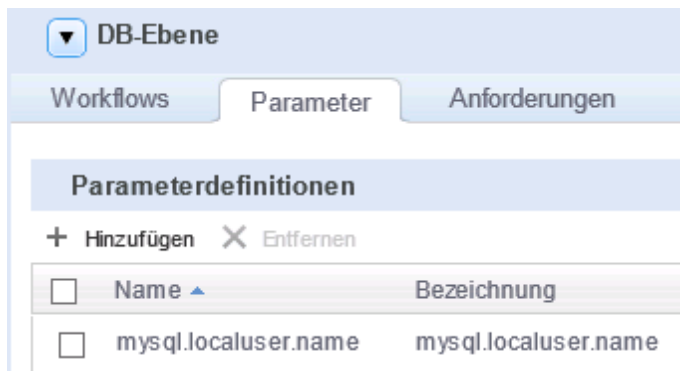 DB-Ebene
Workflows Parameter Anforderungen
Parameterdefinitionen
Hinzufügen Entfernen
Name Bezeichnung
mysql.localuser.name mysql.localuser.name